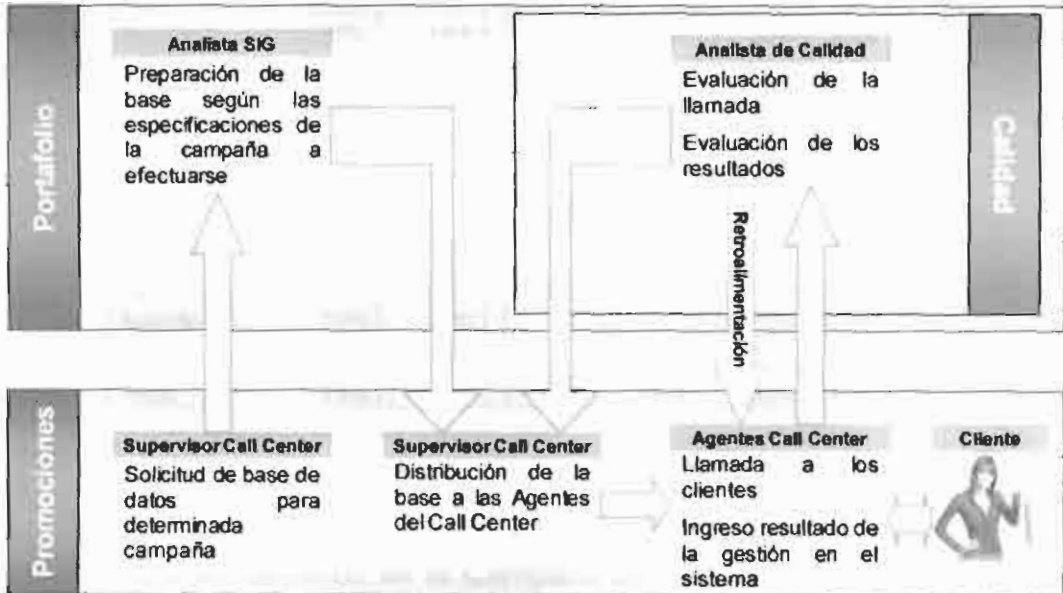 Portafolio
Analista SIG
Preparación de la
base según las
especificaciones de
la campaña a
efectuarse
Analista de Calidad
Evaluación de la
llamada
Evaluación de los
resultados
Calidad
Retroalimentación
Promociones
Supervisor Call Center
Solicitud de base de
datos para
determinada
campaña
Supervisor Call Center
Distribución de la
base a las Agentes
del Call Center
Agentes Call Center
Llamada a los
clientes
Ingreso resultado de
la gestión en el
sistema
Cliente